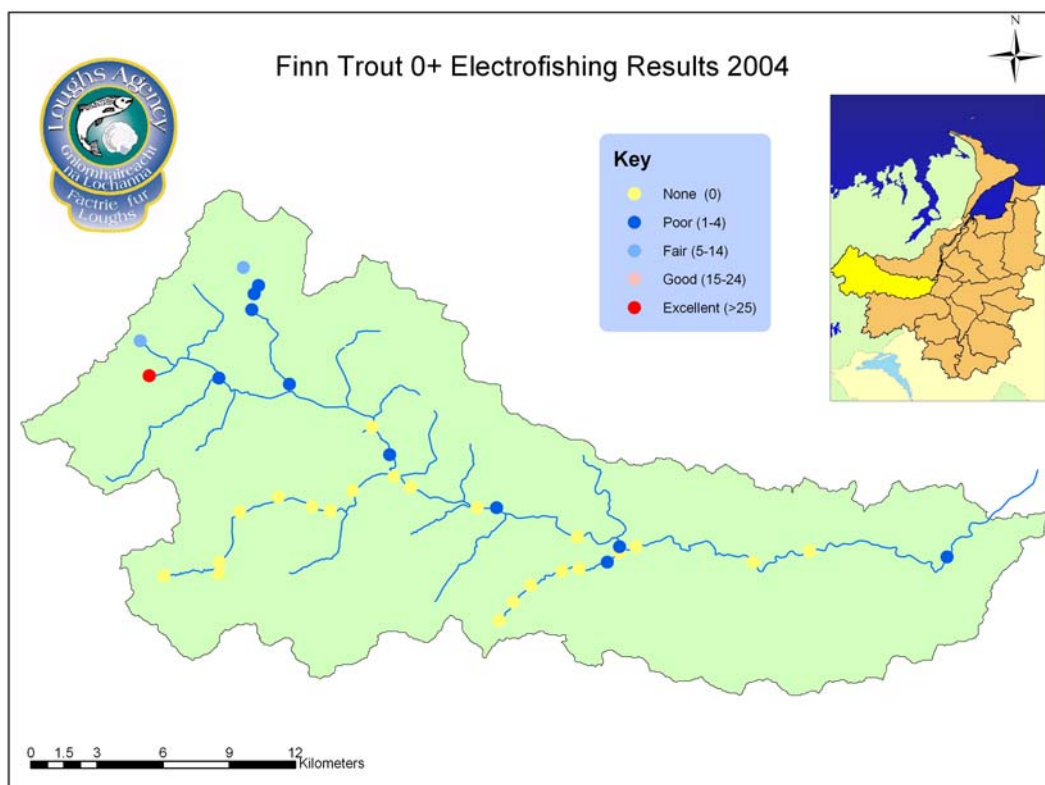 Finn Trout 0+ Electrofishing Results 2004
N
Loughs Agency
Gníomhaireacht
na Lochanna
Factrie fur
Loughs
Key
None (0)
Poor (1-4)
Fair (5-14)
Good (15-24)
Excellent (>25)
0 1.5 3 6 9 12
Kilometers